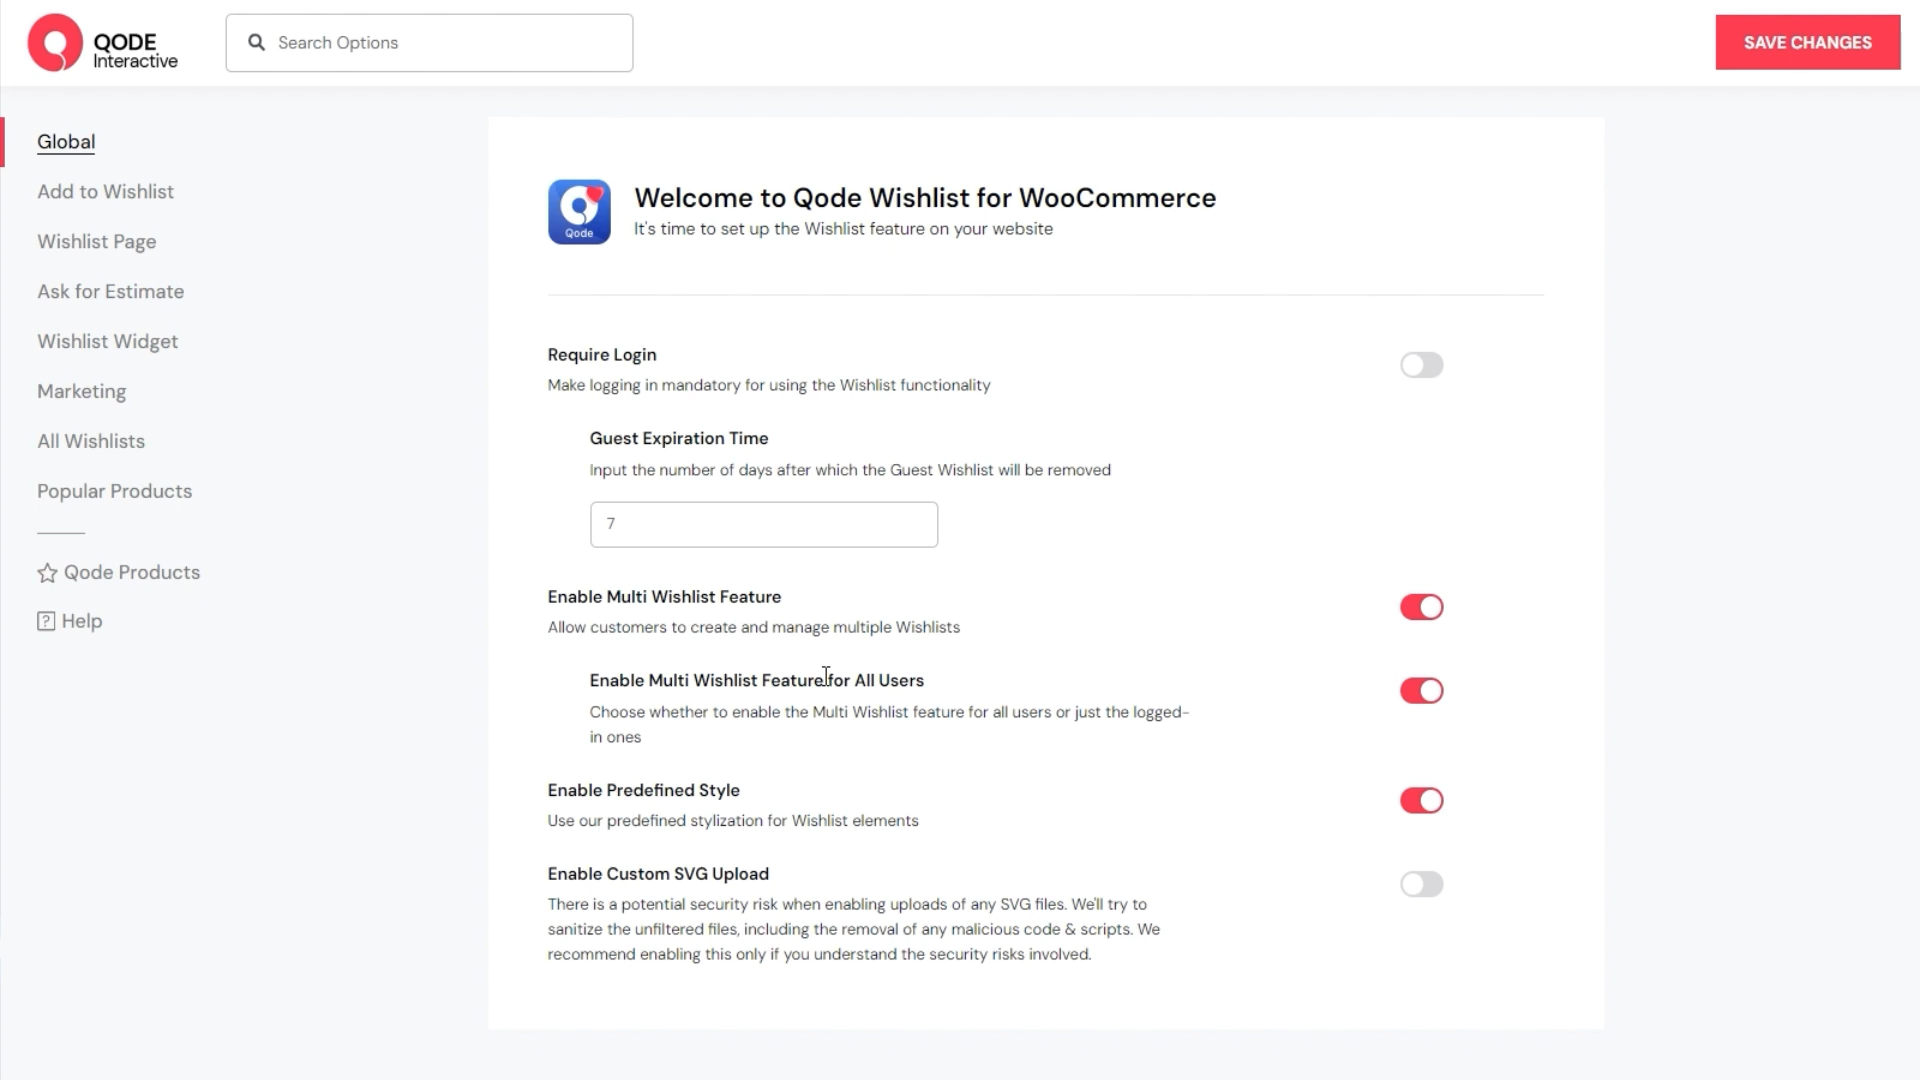 QODE
Interactive
Search Options
SAVE CHANGES
Global
Add to Wishlist
Wishlist Page
Ask for Estimate
Wishlist Widget
Marketing
All Wishlists
Popular Products
Qode Products
? Help
Qode
Welcome to Qode Wishlist for WooCommerce
It's time to set up the Wishlist feature on your website
Require Login
Make logging in mandatory for using the Wishlist functionality
Guest Expiration Time
Input the number of days after which the Guest Wishlist will be removed
7
Enable Multi Wishlist Feature
Allow customers to create and manage multiple Wishlists
Enable Multi Wishlist Feature for All Users
Choose whether to enable the Multi Wishlist feature for all users or just the logged-
in ones
Enable Predefined Style
Use our predefined stylization for Wishlist elements
Enable Custom SVG Upload
There is a potential security risk when enabling uploads of any SVG files. We'll try to
sanitize the unfiltered files, including the removal of any malicious code & scripts. We
recommend enabling this only if you understand the security risks involved.